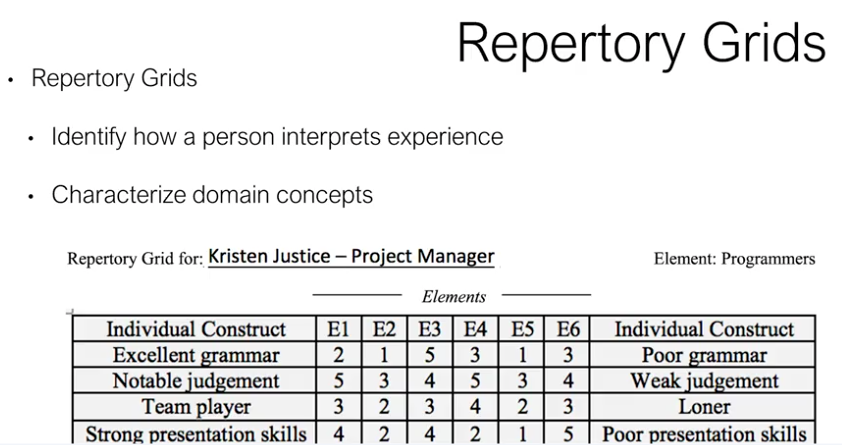 Repertory Grids
• Repertory Grids
• Identify how a person interprets experience
• Characterize domain concepts
Repertory Grid for: Kristen Justice – Project Manager Element: Programmers
Elements
Individual Construct E1 E2 E3 E4 E5 E6 Individual Construct
Excellent grammar 2 1 5 3 1 3 Poor grammar
Notable judgement 5 3 4 5 3 4 Weak judgement
Team player 3 2 3 4 2 3 Loner
Strong presentation skills 4 2 4 2 1 5 Poor presentation skills